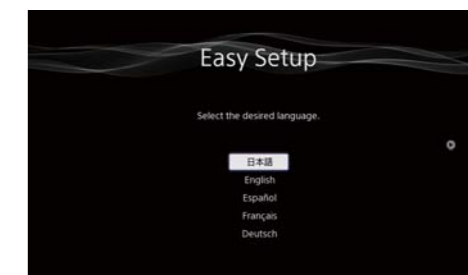 Easy Setup
Select the desired language.
日本語
English
Español
Français
Deutsch